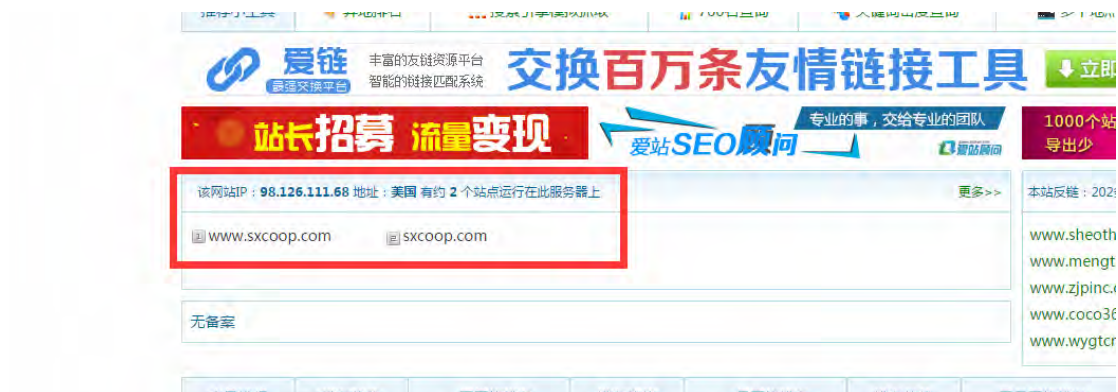 爱链
最强交换平台
丰富的友链资源平台
智能的链接匹配系统
交换百万条友情链接工具
站长招募 流量变现
爱站SEO顾问
专业的事，交给专业的团队
爱站顾问
1000个站
导出少
该网站IP：98.126.111.68 地址：美国 有约 2 个站点运行在此服务器上
更多>>
本站反链：202
1 www.sxcoop.com
2 sxcoop.com
www.sheoth
www.mengt
www.zjpinc.
www.coco36
www.wygtcr
无备案